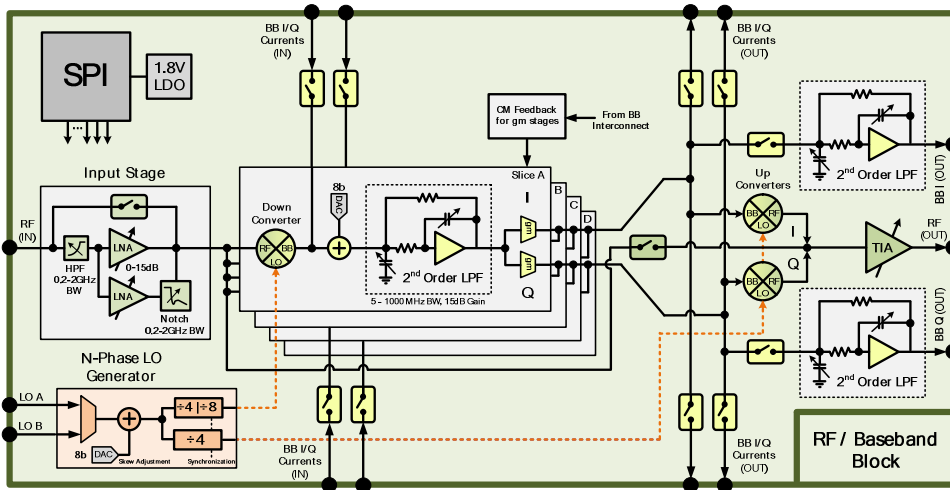 SPI
...
1.8V
LDO
BB I/Q
Currents
(IN)
BB I/Q
Currents
(OUT)
CM Feedback
for gm stages
From BB
Interconnect
Input Stage
RF
(IN)
HPF
0.2-2GHz
BW
LNA
0-15dB
LNA
Notch
0.2-2GHz BW
Down
Converter
RF
BB
LO
8b
DAC
Slice A
B
C
D
I
gm
gm
Q
2nd Order LPF
5 - 1000 MHz BW, 15dB Gain
Up
Converters
BB
RF
LO
I
Q
BB
RF
LO
2nd Order LPF
BB I (OUT)
TIA
RF
(OUT)
2nd Order LPF
BB Q (OUT)
N-Phase LO
Generator
LO A
LO B
8b
DAC
Skew Adjustment
÷4 | ÷8
÷4
Synchronization
BB I/Q
Currents
(IN)
BB I/Q
Currents
(OUT)
RF / Baseband
Block